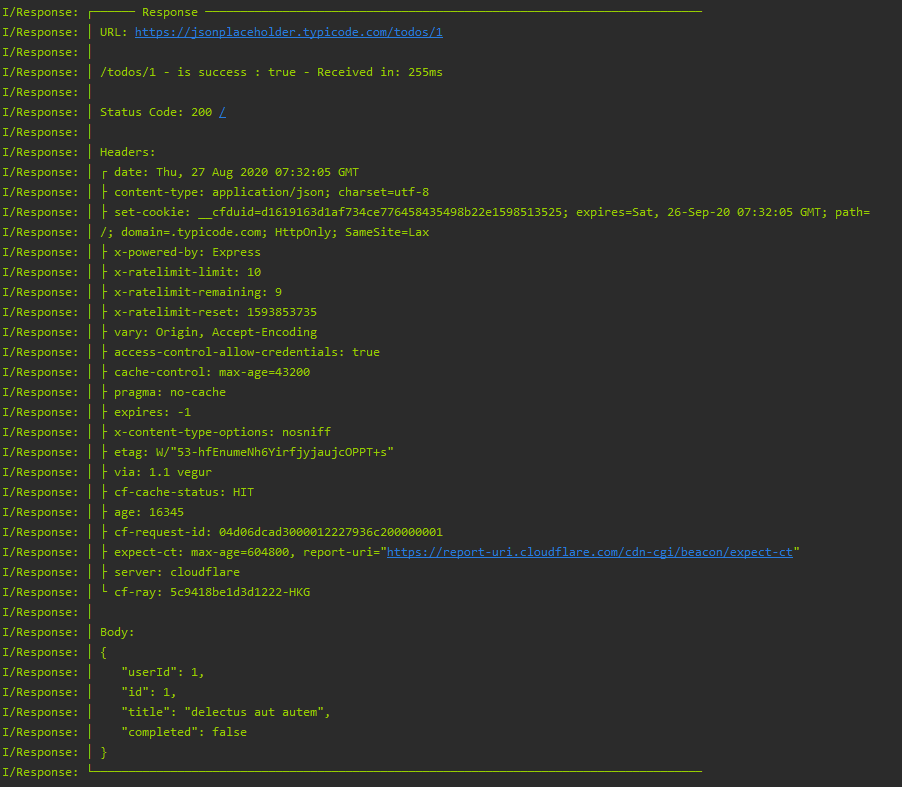 I/Response: ┌────── Response ───────────────────────────────────────────────────────────────────────
I/Response: │ URL: https://jsonplaceholder.typicode.com/todos/1
I/Response: │
I/Response: │ /todos/1 - is success : true - Received in: 255ms
I/Response: │
I/Response: │ Status Code: 200 /
I/Response: │
I/Response: │ Headers:
I/Response: │ ┌ date: Thu, 27 Aug 2020 07:32:05 GMT
I/Response: │ ├ content-type: application/json; charset=utf-8
I/Response: │ ├ set-cookie: __cfduid=d1619163d1af734ce776458435498b22e1598513525; expires=Sat, 26-Sep-20 07:32:05 GMT; path=
I/Response: │ /; domain=.typicode.com; HttpOnly; SameSite=Lax
I/Response: │ ├ x-powered-by: Express
I/Response: │ ├ x-ratelimit-limit: 10
I/Response: │ ├ x-ratelimit-remaining: 9
I/Response: │ ├ x-ratelimit-reset: 1593853735
I/Response: │ ├ vary: Origin, Accept-Encoding
I/Response: │ ├ access-control-allow-credentials: true
I/Response: │ ├ cache-control: max-age=43200
I/Response: │ ├ pragma: no-cache
I/Response: │ ├ expires: -1
I/Response: │ ├ x-content-type-options: nosniff
I/Response: │ ├ etag: W/"53-hfEnumeNh6YirfjyjaujcOPPT+s"
I/Response: │ ├ via: 1.1 vegur
I/Response: │ ├ cf-cache-status: HIT
I/Response: │ ├ age: 16345
I/Response: │ ├ cf-request-id: 04d06dcad3000012227936c200000001
I/Response: │ ├ expect-ct: max-age=604800, report-uri="https://report-uri.cloudflare.com/cdn-cgi/beacon/expect-ct"
I/Response: │ ├ server: cloudflare
I/Response: │ └ cf-ray: 5c9418be1d3d1222-HKG
I/Response: │
I/Response: │ Body:
I/Response: │ {
I/Response: │    "userId": 1,
I/Response: │    "id": 1,
I/Response: │    "title": "delectus aut autem",
I/Response: │    "completed": false
I/Response: │ }
I/Response: └───────────────────────────────────────────────────────────────────────────────────────